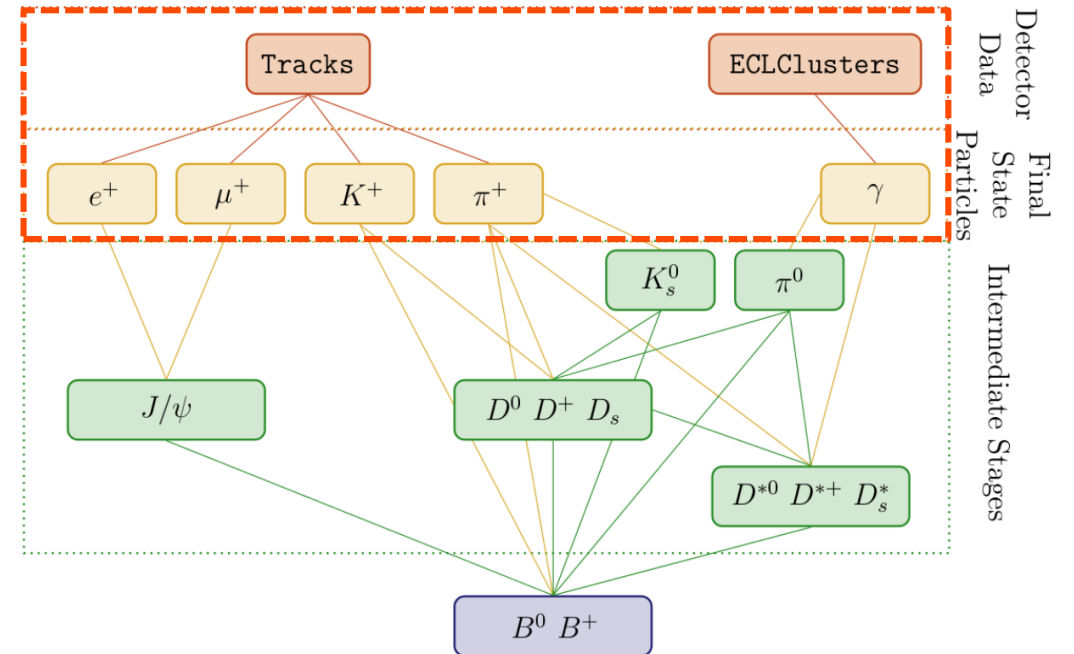 Tracks
ECLClusters
Detector
Data
e⁺
μ⁺
K⁺
π⁺
γ
Final
State
Particles
K⁰ₛ
π⁰
J/ψ
D⁰ D⁺ Dₛ
D*⁰ D*⁺ D*ₛ
Intermediate Stages
B⁰ B⁺